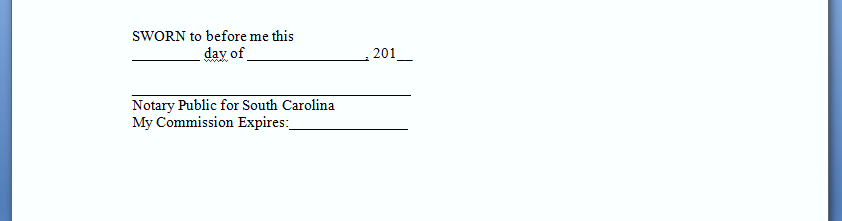 SWORN to before me this
_________ day of ________________, 201__
_____________________________________
Notary Public for South Carolina
My Commission Expires:________________